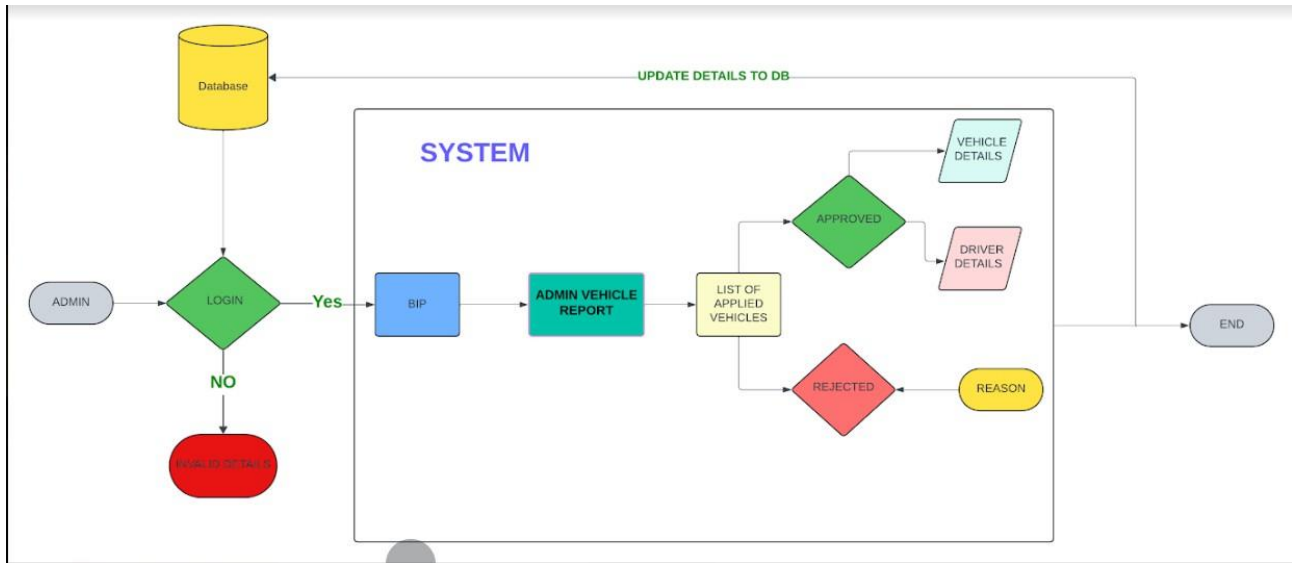 Database
UPDATE DETAILS TO DB
SYSTEM
VEHICLE
DETAILS
APPROVED
DRIVER
DETAILS
ADMIN
LOGIN
Yes
BIP
ADMIN VEHICLE
REPORT
LIST OF
APPLIED
VEHICLES
END
NO
REJECTED
REASON
INVALID DETAILS